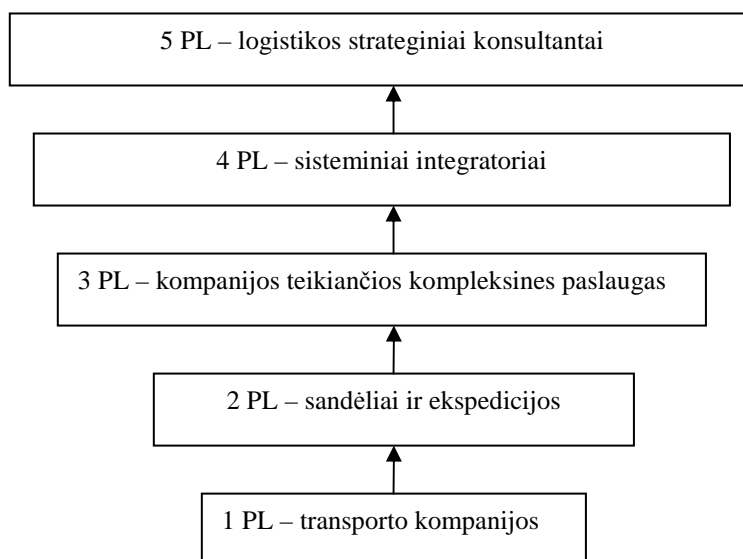 5 PL – logistikos strateginiai konsultantai
4 PL – sisteminiai integratoriai
3 PL – kompanijos teikiančios kompleksines paslaugas
2 PL – sandėliai ir ekspedicijos
1 PL – transporto kompanijos